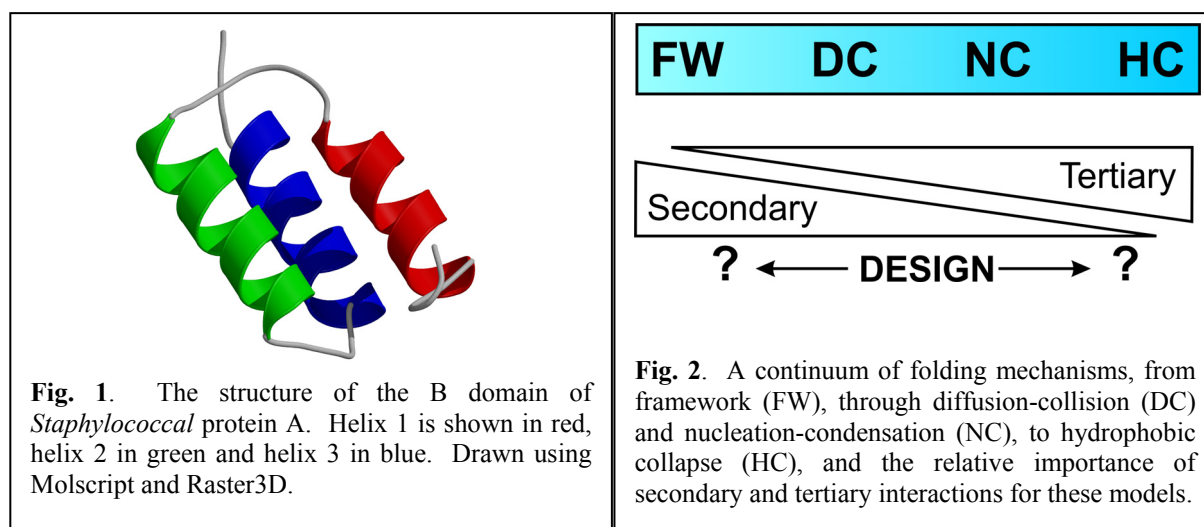 Fig. 1. The structure of the B domain of
Staphylococcal protein A. Helix 1 is shown in red,
helix 2 in green and helix 3 in blue. Drawn using
Molscript and Raster3D.
FW DC NC HC
Tertiary
Secondary
? DESIGN ?
Fig. 2. A continuum of folding mechanisms, from
framework (FW), through diffusion-collision (DC)
and nucleation-condensation (NC), to hydrophobic
collapse (HC), and the relative importance of
secondary and tertiary interactions for these models.